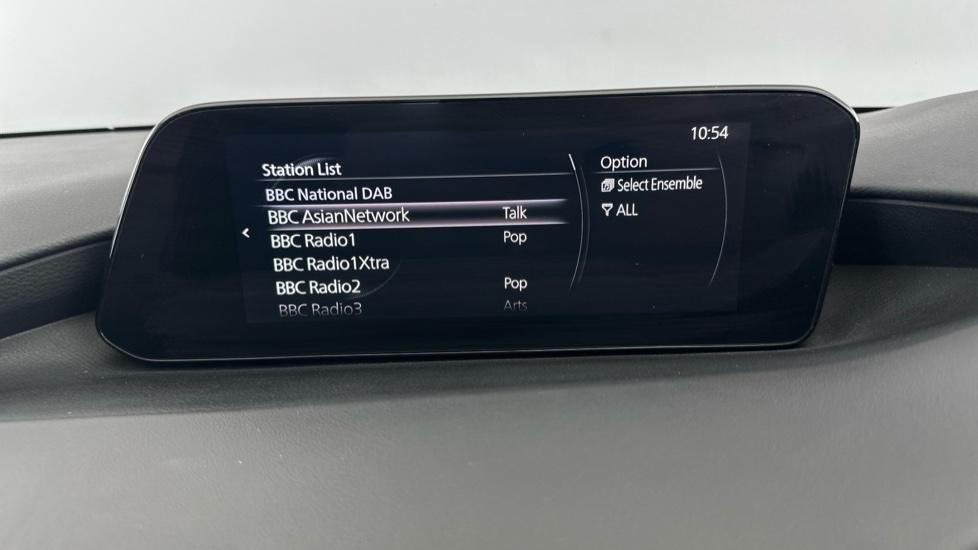 10:54
Station List
BBC National DAB
BBC AsianNetwork Talk
BBC Radio1 Pop
BBC Radio1Xtra
BBC Radio2 Pop
BBC Radio3 Arts
Option
Select Ensemble
ALL